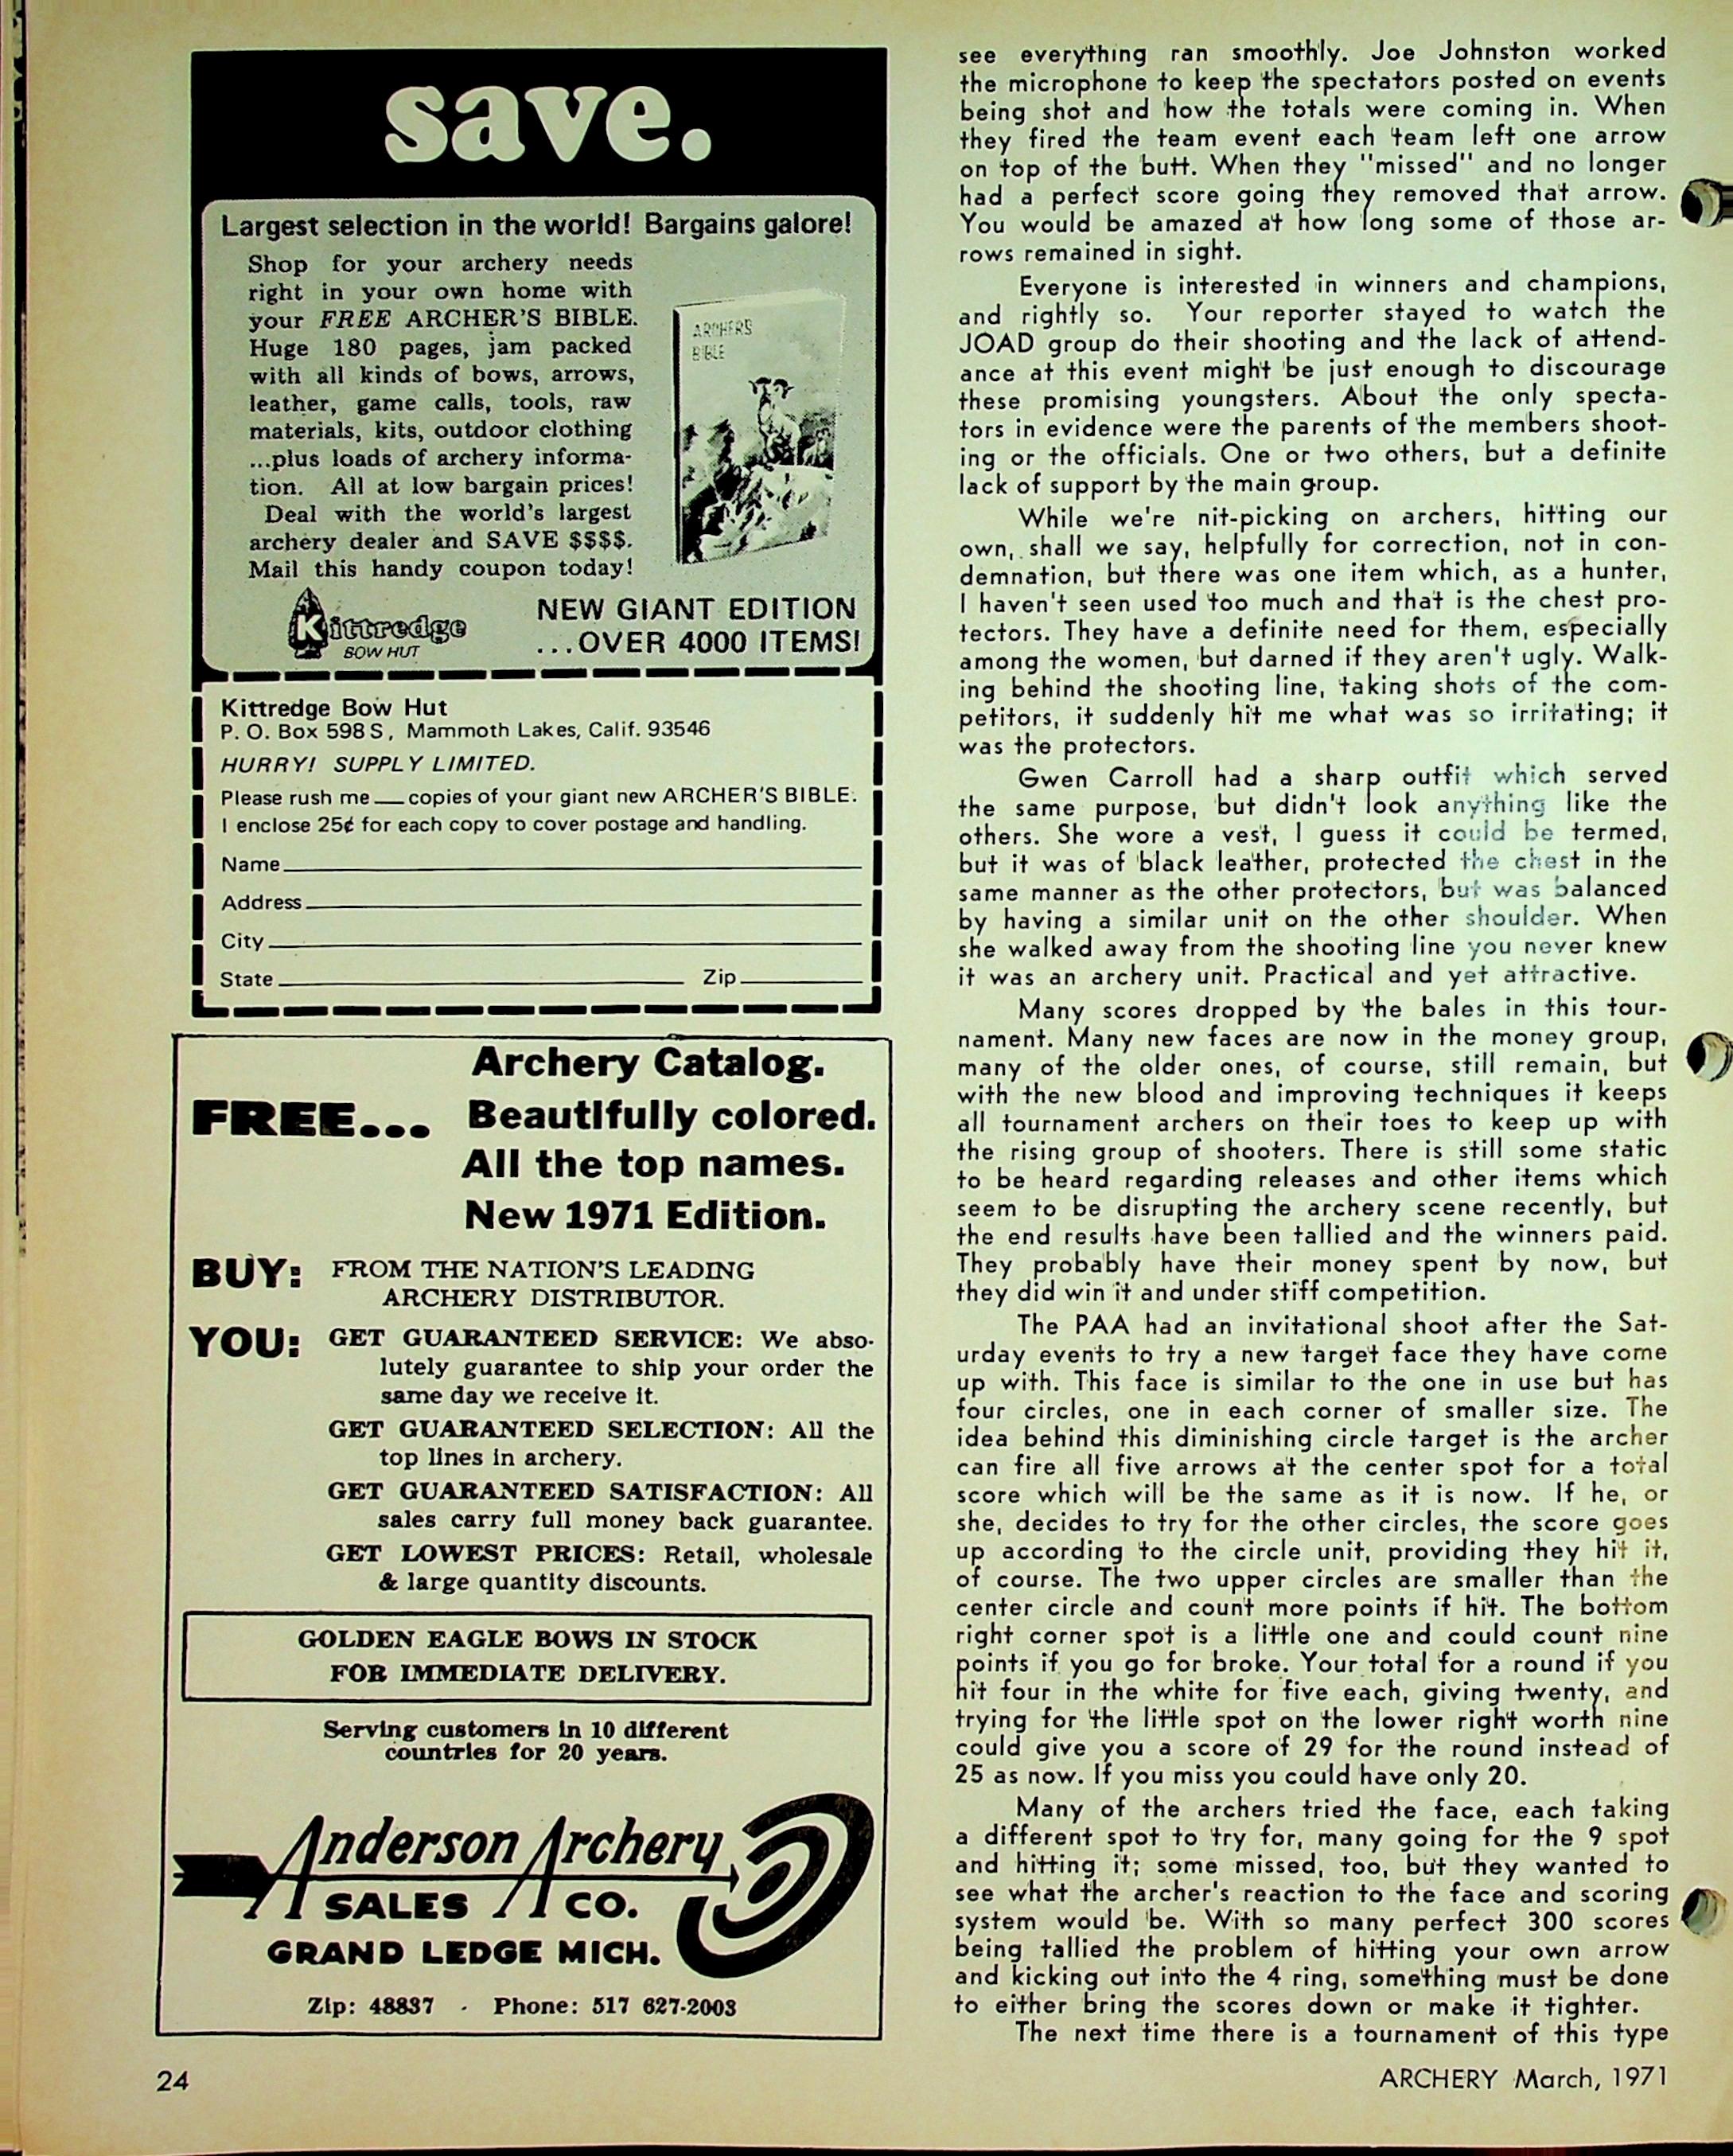 save.
Largest selection in the world! Bargains galore!
Shop for your archery needs
right in your own home with
your FREE ARCHER'S BIBLE.
Huge 180 pages, jam packed
with all kinds of bows, arrows,
leather, game calls, tools, raw
materials, kits, outdoor clothing
...plus loads of archery informa-
tion. All at low bargain prices!
Deal with the world's largest
archery dealer and SAVE $$$$.
Mail this handy coupon today!
ARCHERS
BIBLE
Kittredge
BOW HUT
NEW GIANT EDITION
...OVER 4000 ITEMS!
Kittredge Bow Hut
P. O. Box 598 S, Mammoth Lakes, Calif. 93546
HURRY! SUPPLY LIMITED.
Please rush me __ copies of your giant new ARCHER'S BIBLE.
I enclose 25¢ for each copy to cover postage and handling.
Name
Address
City
State Zip
FREE...
Archery Catalog.
Beautifully colored.
All the top names.
New 1971 Edition.
BUY: FROM THE NATION'S LEADING
ARCHERY DISTRIBUTOR.
YOU: GET GUARANTEED SERVICE: We abso-
lutely guarantee to ship your order the
same day we receive it.
GET GUARANTEED SELECTION: All the
top lines in archery.
GET GUARANTEED SATISFACTION: All
sales carry full money back guarantee.
GET LOWEST PRICES: Retail, wholesale
& large quantity discounts.
GOLDEN EAGLE BOWS IN STOCK
FOR IMMEDIATE DELIVERY.
Serving customers in 10 different
countries for 20 years.
Anderson Archery
SALES CO.
GRAND LEDGE MICH.
Zip: 48837 - Phone: 517 627-2003
see everything ran smoothly. Joe Johnston worked
the microphone to keep the spectators posted on events
being shot and how the totals were coming in. When
they fired the team event each team left one arrow
on top of the butt. When they "missed" and no longer
had a perfect score going they removed that arrow.
You would be amazed at how long some of those ar-
rows remained in sight.
Everyone is interested in winners and champions,
and rightly so. Your reporter stayed to watch the
JOAD group do their shooting and the lack of attend-
ance at this event might be just enough to discourage
these promising youngsters. About the only specta-
tors in evidence were the parents of the members shoot-
ing or the officials. One or two others, but a definite
lack of support by the main group.
While we're nit-picking on archers, hitting our
own, shall we say, helpfully for correction, not in con-
demnation, but there was one item which, as a hunter,
I haven't seen used too much and that is the chest pro-
tectors. They have a definite need for them, especially
among the women, but darned if they aren't ugly. Walk-
ing behind the shooting line, taking shots of the com-
petitors, it suddenly hit me what was so irritating; it
was the protectors.
Gwen Carroll had a sharp outfit which served
the same purpose, but didn't look anything like the
others. She wore a vest, I guess it could be termed,
but it was of black leather, protected the chest in the
same manner as the other protectors, but was balanced
by having a similar unit on the other shoulder. When
she walked away from the shooting line you never knew
it was an archery unit. Practical and yet attractive.
Many scores dropped by the bales in this tour-
nament. Many new faces are now in the money group,
many of the older ones, of course, still remain, but
with the new blood and improving techniques it keeps
all tournament archers on their toes to keep up with
the rising group of shooters. There is still some static
to be heard regarding releases and other items which
seem to be disrupting the archery scene recently, but
the end results have been tallied and the winners paid.
They probably have their money spent by now, but
they did win it and under stiff competition.
The PAA had an invitational shoot after the Sat-
urday events to try a new target face they have come
up with. This face is similar to the one in use but has
four circles, one in each corner of smaller size. The
idea behind this diminishing circle target is the archer
can fire all five arrows at the center spot for a total
score which will be the same as it is now. If he, or
she, decides to try for the other circles, the score goes
up according to the circle unit, providing they hit it,
of course. The two upper circles are smaller than the
center circle and count more points if hit. The bottom
right corner spot is a little one and could count nine
points if you go for broke. Your total for a round if you
hit four in the white for five each, giving twenty, and
trying for the little spot on the lower right worth nine
could give you a score of 29 for the round instead of
25 as now. If you miss you could have only 20.
Many of the archers tried the face, each taking
a different spot to try for, many going for the 9 spot
and hitting it; some missed, too, but they wanted to
see what the archer's reaction to the face and scoring
system would be. With so many perfect 300 scores
being tallied the problem of hitting your own arrow
and kicking out into the 4 ring, something must be done
to either bring the scores down or make it tighter.
The next time there is a tournament of this type
24
ARCHERY March, 1971